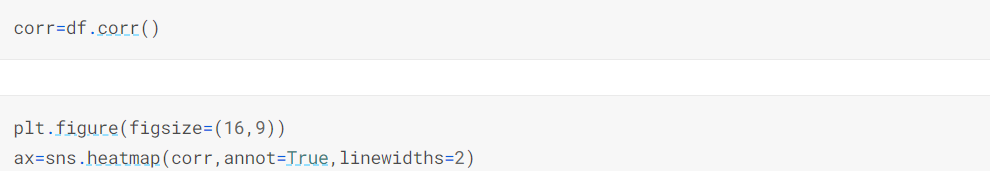 corr=df.corr()
plt.figure(figsize=(16,9))
ax=sns.heatmap(corr,annot=True,linewidths=2)